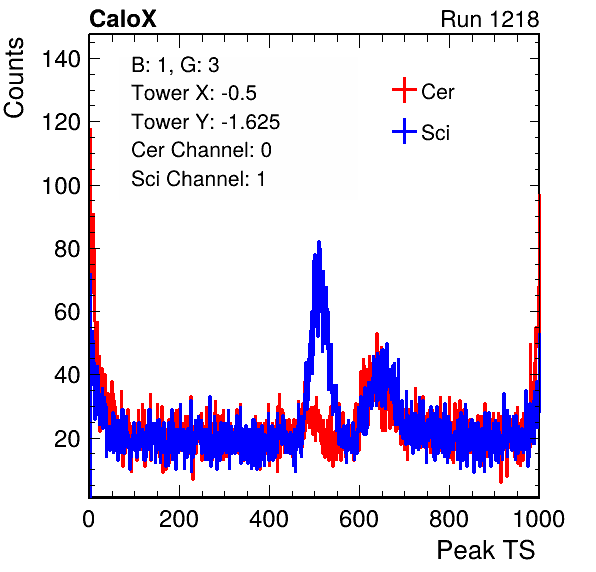 CaloX
Run 1218
Counts
B: 1, G: 3
Tower X: -0.5
Tower Y: -1.625
Cer Channel: 0
Sci Channel: 1
Cer
Sci
140
120
100
80
60
40
20
0 200 400 600 800 1000
Peak TS